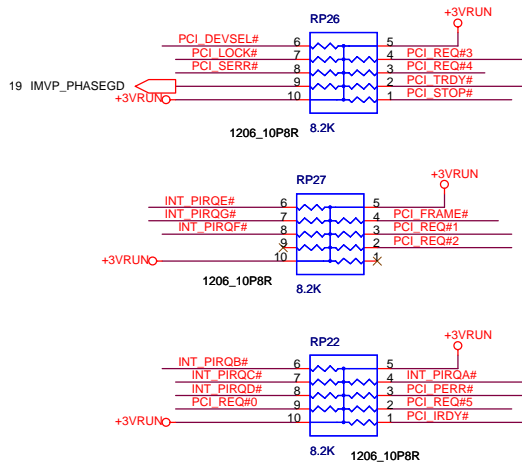 RP26
+3VRUN
PCI_DEVSEL# 6 5
PCI_LOCK# 7 4 PCI_REQ#3
PCI_SERR# 8 3 PCI_REQ#4
19 IMVP_PHASEGD 9 2 PCI_TRDY#
+3VRUN 10 1 PCI_STOP#
1206_10P8R 8.2K
RP27
+3VRUN
INT_PIRQE# 6 5
INT_PIRQG# 7 4 PCI_FRAME#
INT_PIRQF# 8 3 PCI_REQ#1
9 2 PCI_REQ#2
+3VRUN 10 1
1206_10P8R 8.2K
RP22
+3VRUN
INT_PIRQB# 6 5
INT_PIRQC# 7 4 INT_PIRQA#
INT_PIRQD# 8 3 PCI_PERR#
PCI_REQ#0 9 2 PCI_REQ#5
+3VRUN 10 1 PCI_IRDY#
8.2K 1206_10P8R